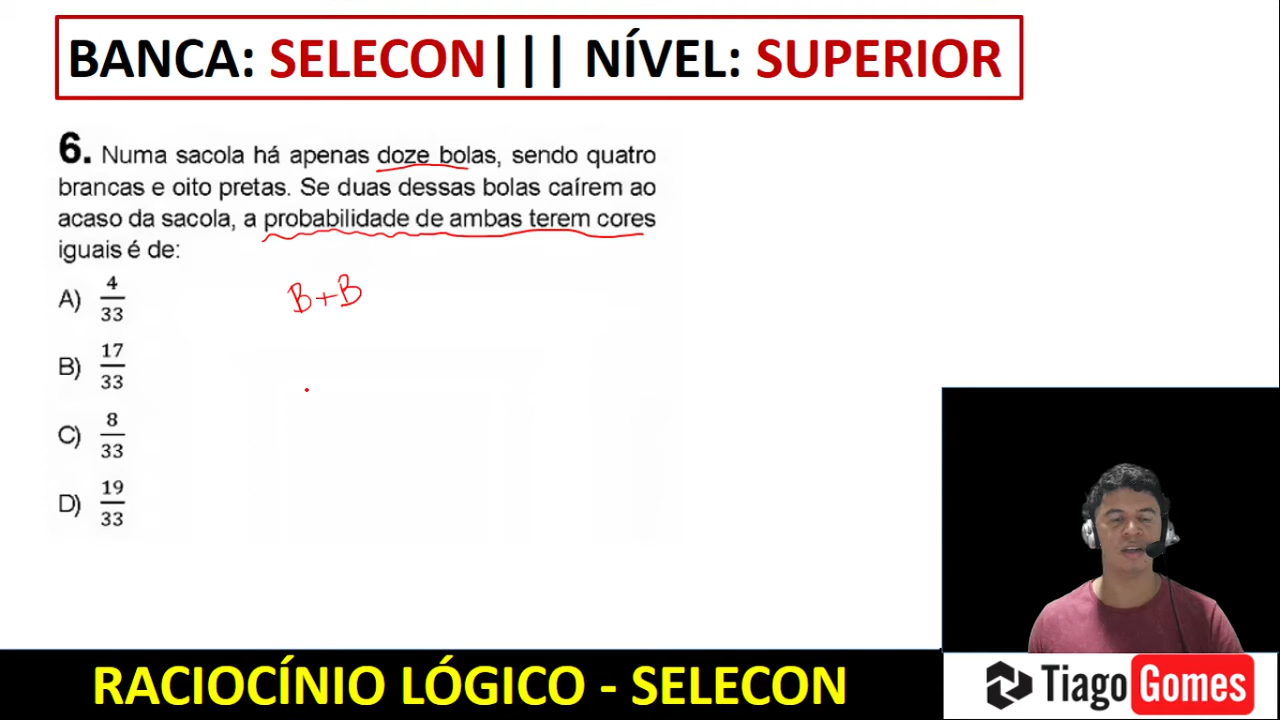 BANCA: SELECON||| NÍVEL: SUPERIOR
6. Numa sacola há apenas doze bolas, sendo quatro
brancas e oito pretas. Se duas dessas bolas caírem ao
acaso da sacola, a probabilidade de ambas terem cores
iguais é de:
A) 4/33
B+B
B) 17/33
C) 8/33
D) 19/33
RACIOCÍNIO LÓGICO - SELECON
Tiago Gomes